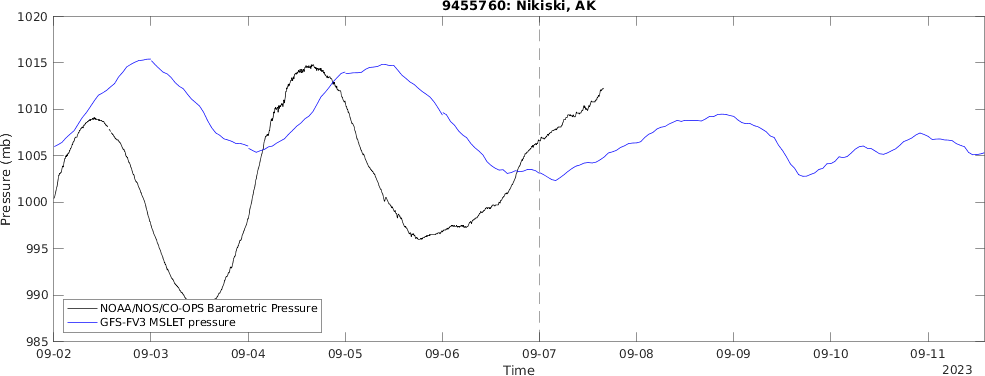 9455760: Nikiski, AK
1020
1015
1010
1005
1000
995
990
985
Pressure (mb)
NOAA/NOS/CO-OPS Barometric Pressure
GFS-FV3 MSLET pressure
09-02 09-03 09-04 09-05 09-06 09-07 09-08 09-09 09-10 09-11
Time
2023